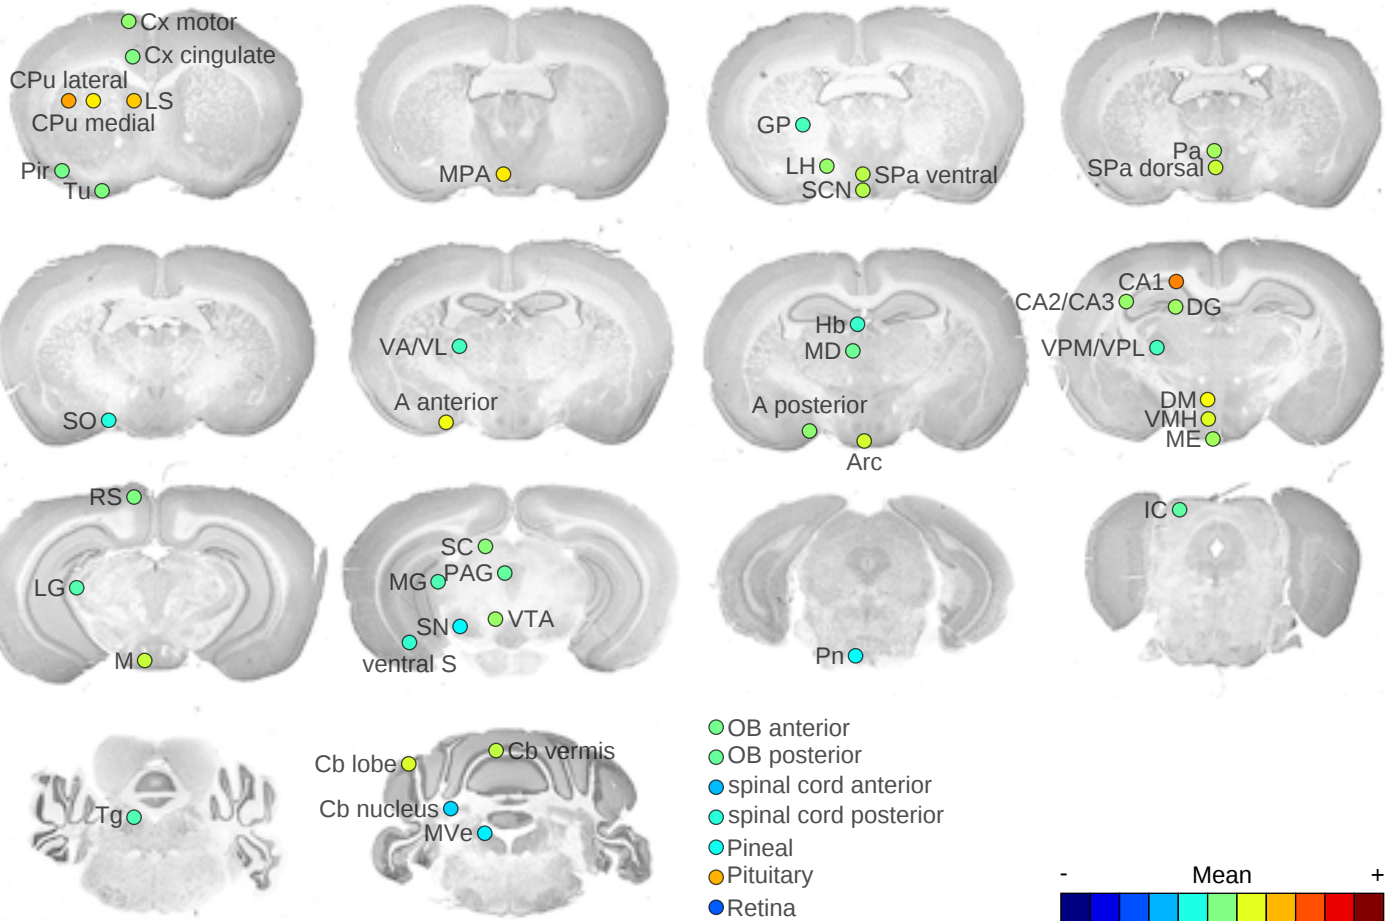 Cx motor
Cx cingulate
CPu lateral
LS
CPu medial
Pir
Tu
MPA
GP
LH
SPa ventral
SCN
Pa
SPa dorsal
SO
VA/VL
A anterior
Hb
MD
A posterior
Arc
CA1
CA2/CA3
DG
VPM/VPL
DM
VMH
ME
RS
LG
M
SC
MG
PAG
SN
VTA
ventral S
Pn
IC
Tg
Cb lobe
Cb vermis
Cb nucleus
MVe
OB anterior
OB posterior
spinal cord anterior
spinal cord posterior
Pineal
Pituitary
Retina
- Mean +